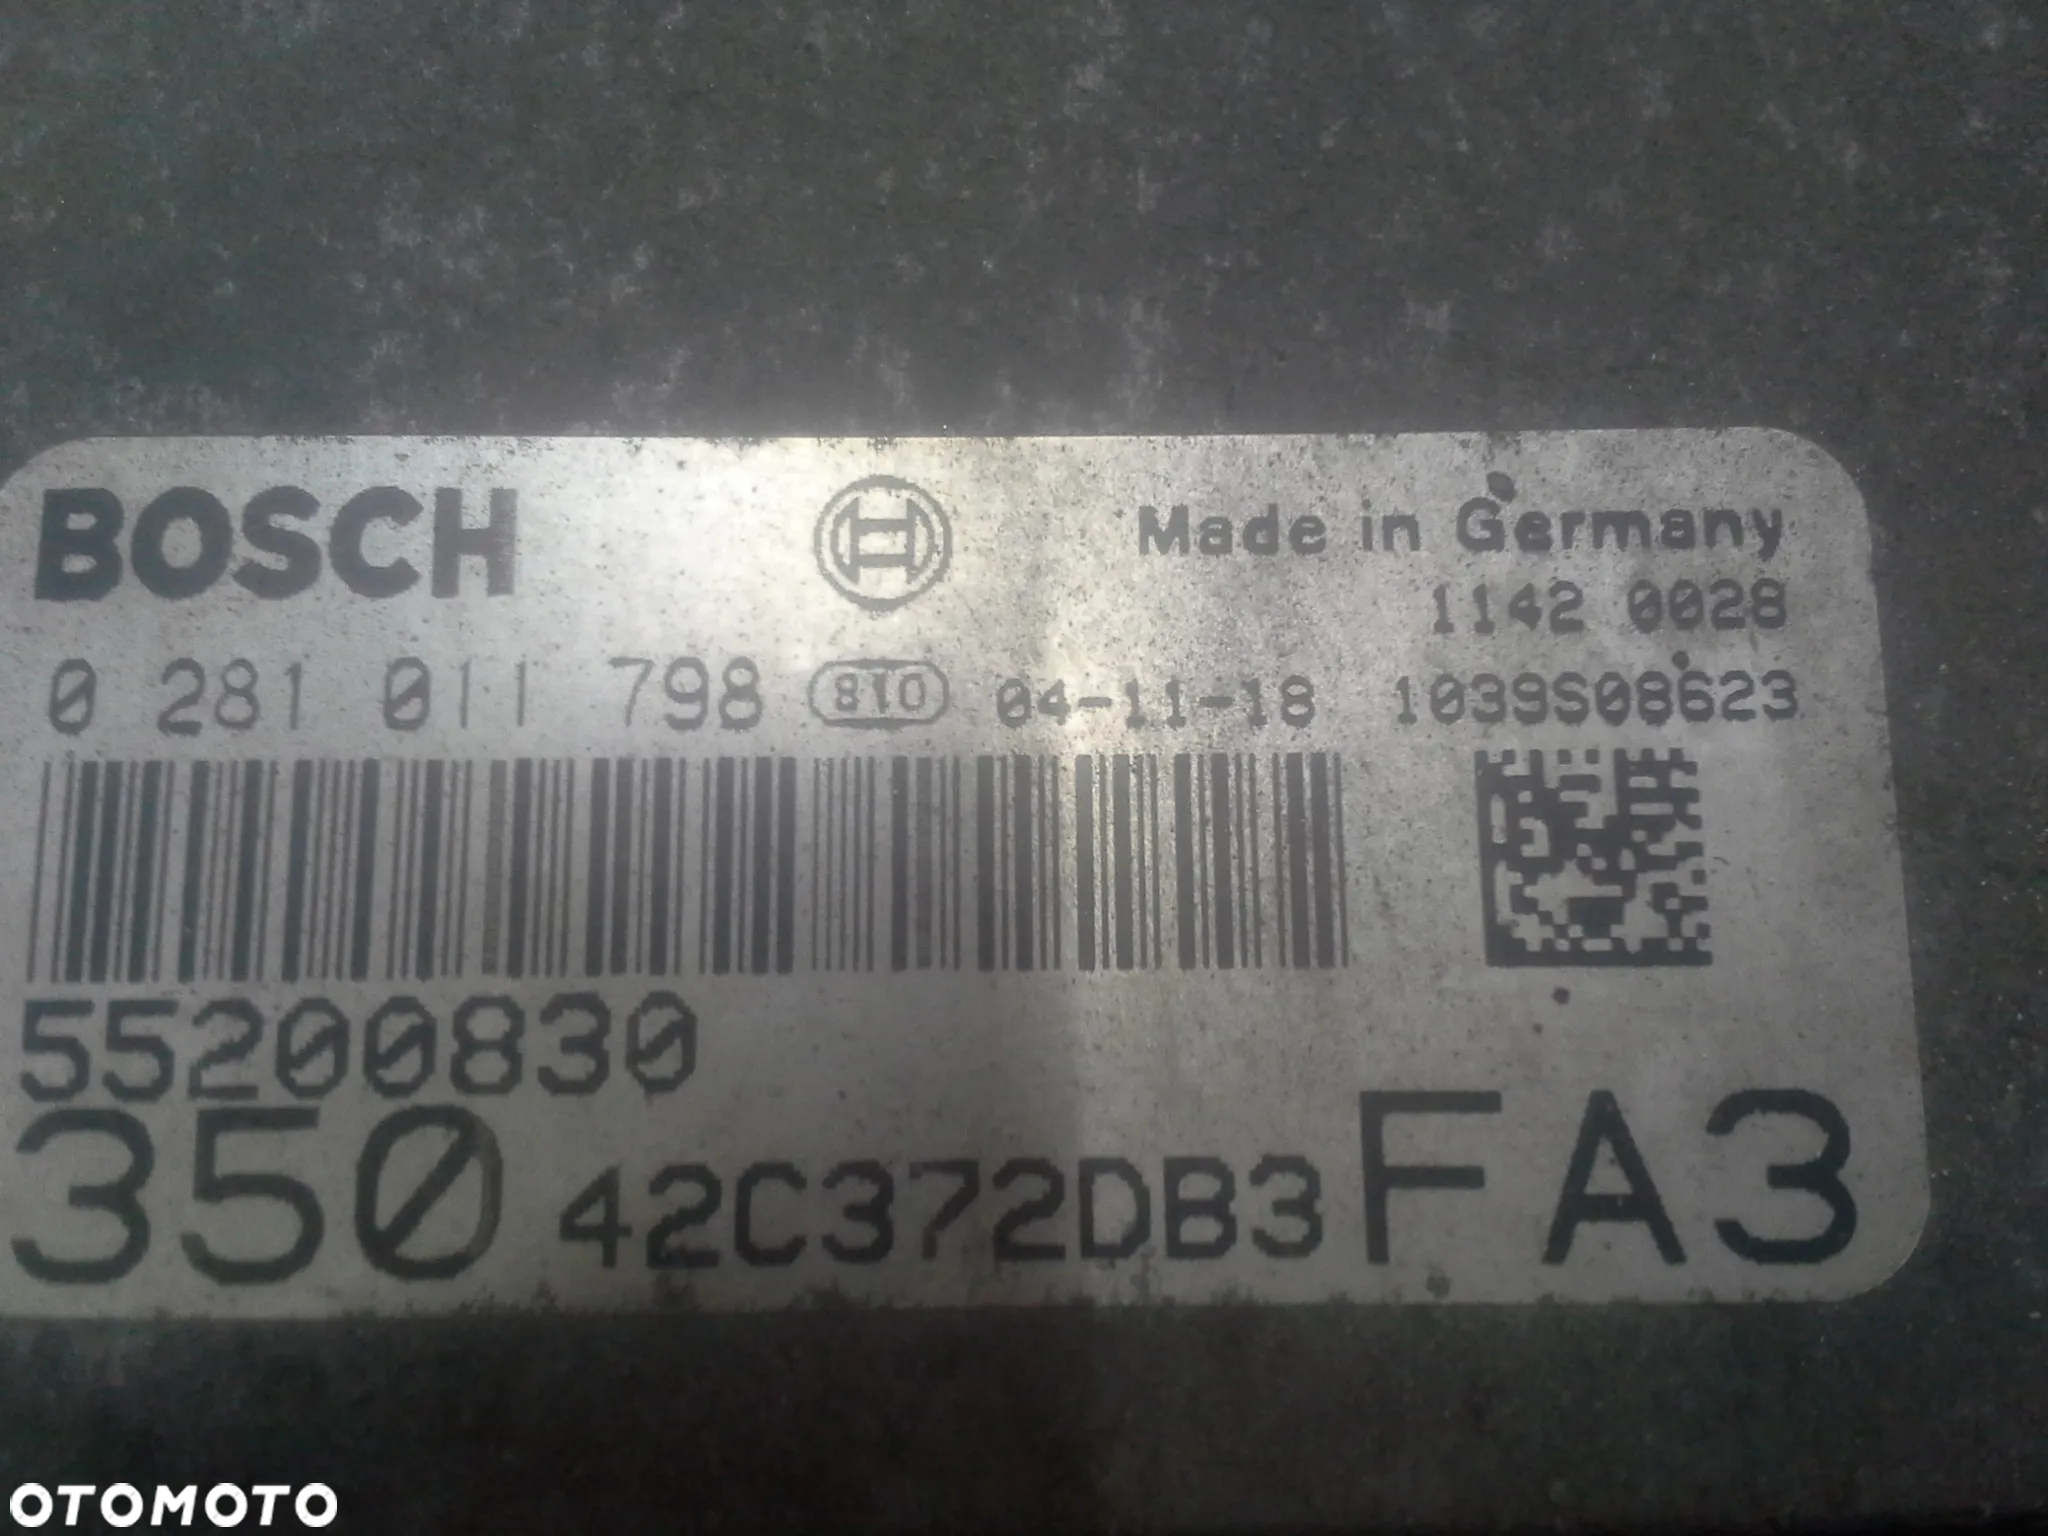 BOSCH
Made in Germany
1142 0028
0 281 011 798 810 04-11-18 1039S08623
55200830
350 42C372DB3 FA3
OTOMOTO